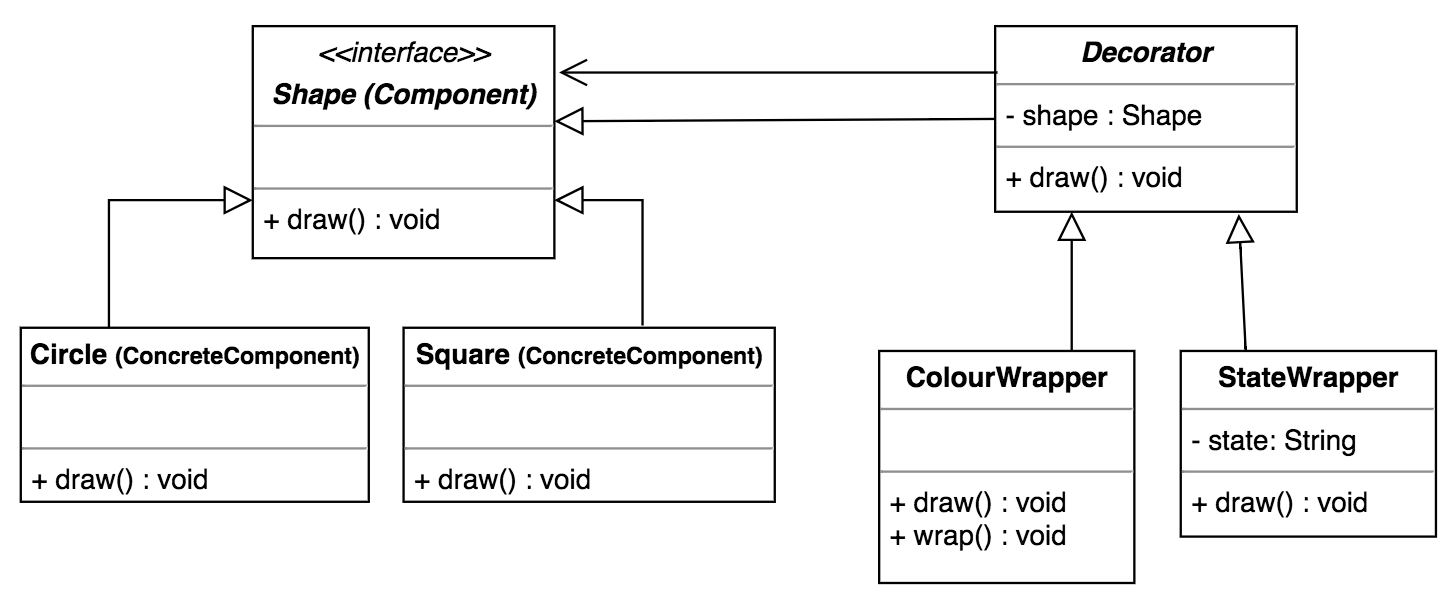 <<interface>>
Shape (Component)
+ draw() : void
Decorator
- shape : Shape
+ draw() : void
Circle (ConcreteComponent)
+ draw() : void
Square (ConcreteComponent)
+ draw() : void
ColourWrapper
+ draw() : void
+ wrap() : void
StateWrapper
- state: String
+ draw() : void